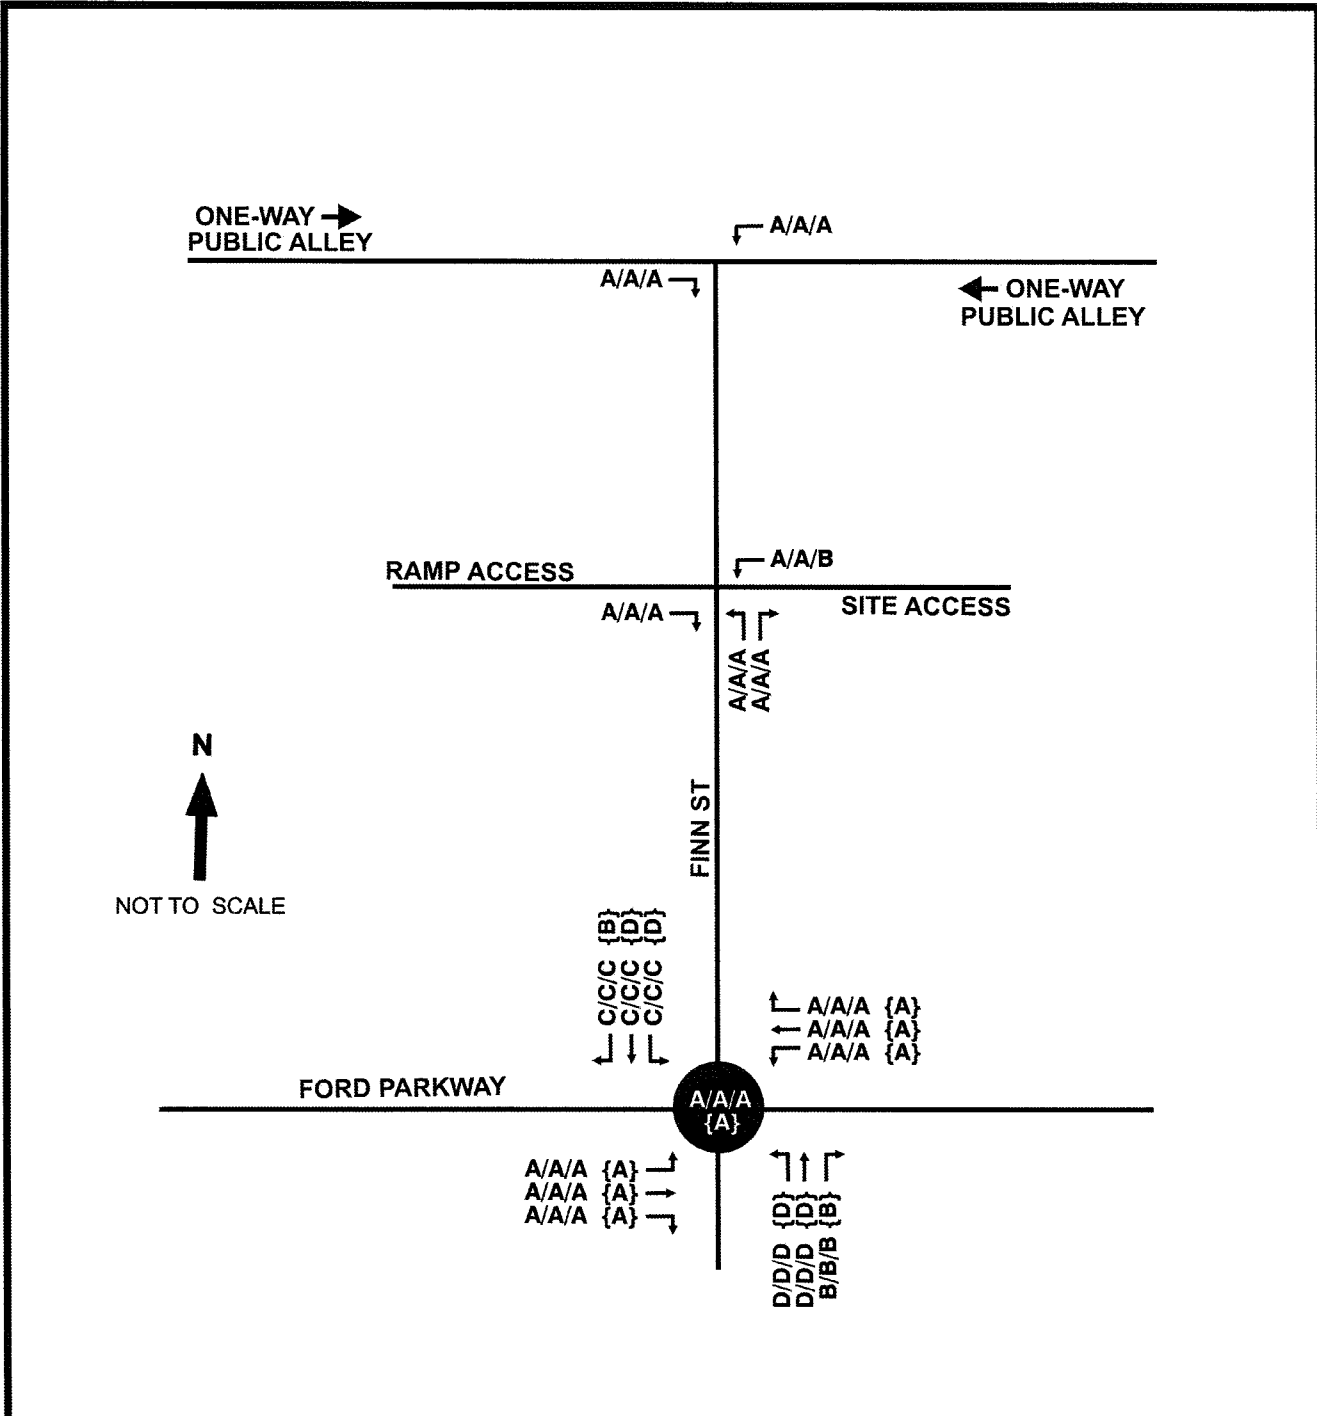 ONE-WAY
PUBLIC ALLEY
A/A/A
A/A/A
ONE-WAY
PUBLIC ALLEY
A/A/B
RAMP ACCESS
SITE ACCESS
A/A/A
A/A/A
A/A/A
N
NOT TO SCALE
FINN ST
C/C/C {B}
C/C/C {D}
C/C/C {D}
A/A/A {A}
A/A/A {A}
A/A/A {A}
FORD PARKWAY
A/A/A
{A}
A/A/A {A}
A/A/A {A}
A/A/A {A}
D/D/D {D}
D/D/D {D}
B/B/B {B}